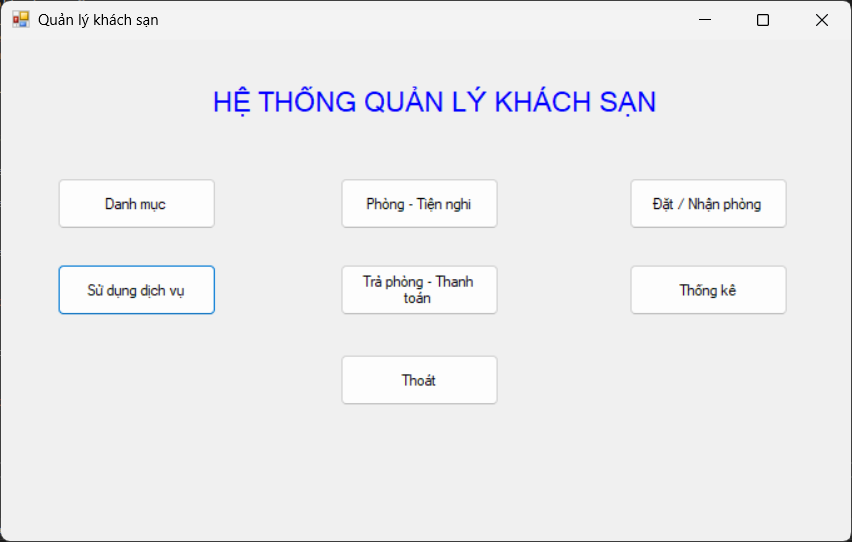 Quản lý khách sạn
HỆ THỐNG QUẢN LÝ KHÁCH SẠN
Danh mục
Phòng - Tiện nghi
Đặt / Nhận phòng
Sử dụng dịch vụ
Trả phòng - Thanh
toán
Thống kê
Thoát